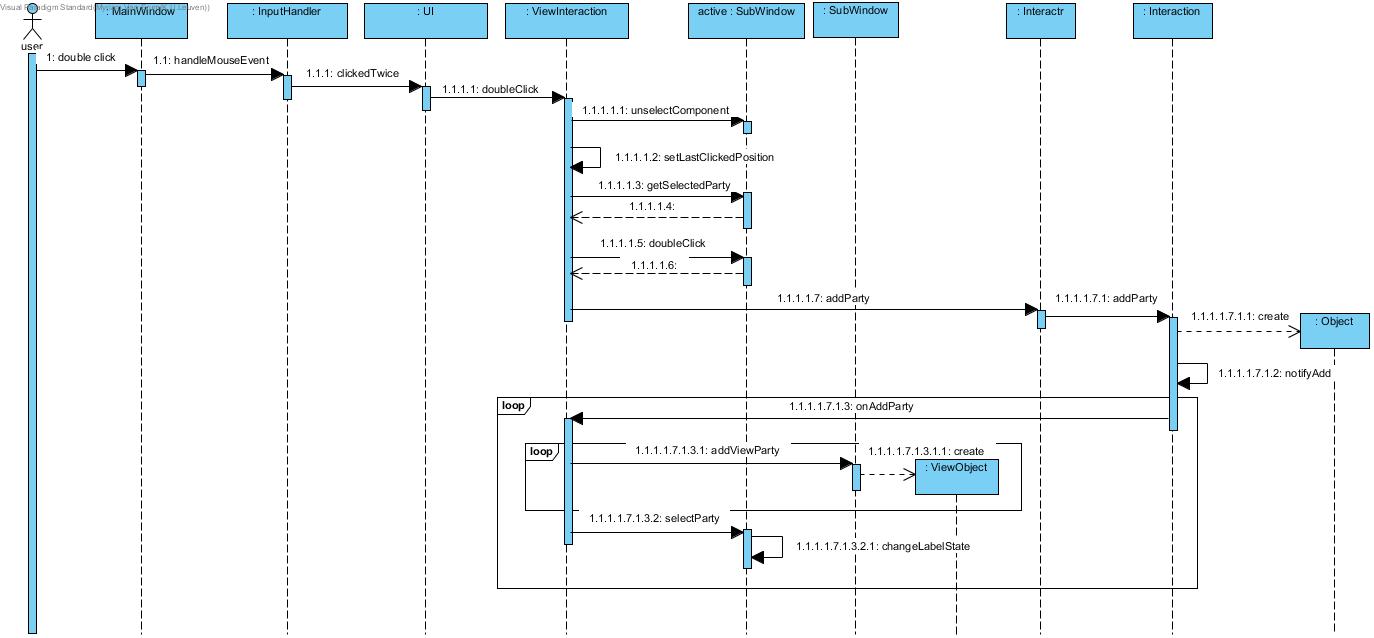 Visual Paradigm Standard
: MainWindow
: InputHandler
: UI
: ViewInteraction
active : SubWindow
: SubWindow
: Interactr
: Interaction
user
1: double click
1.1: handleMouseEvent
1.1.1: clickedTwice
1.1.1.1: doubleClick
1.1.1.1.1: unselectComponent
1.1.1.1.2: setLastClickedPosition
1.1.1.1.3: getSelectedParty
1.1.1.1.4:
1.1.1.1.5: doubleClick
1.1.1.1.6:
1.1.1.1.7: addParty
1.1.1.1.7.1: addParty
1.1.1.1.7.1.1: create
: Object
1.1.1.1.7.1.2: notifyAdd
loop
1.1.1.1.7.1.3: onAddParty
loop
1.1.1.1.7.1.3.1: addViewParty
1.1.1.1.7.1.3.1.1: create
: ViewObject
1.1.1.1.7.1.3.2: selectParty
1.1.1.1.7.1.3.2.1: changeLabelState